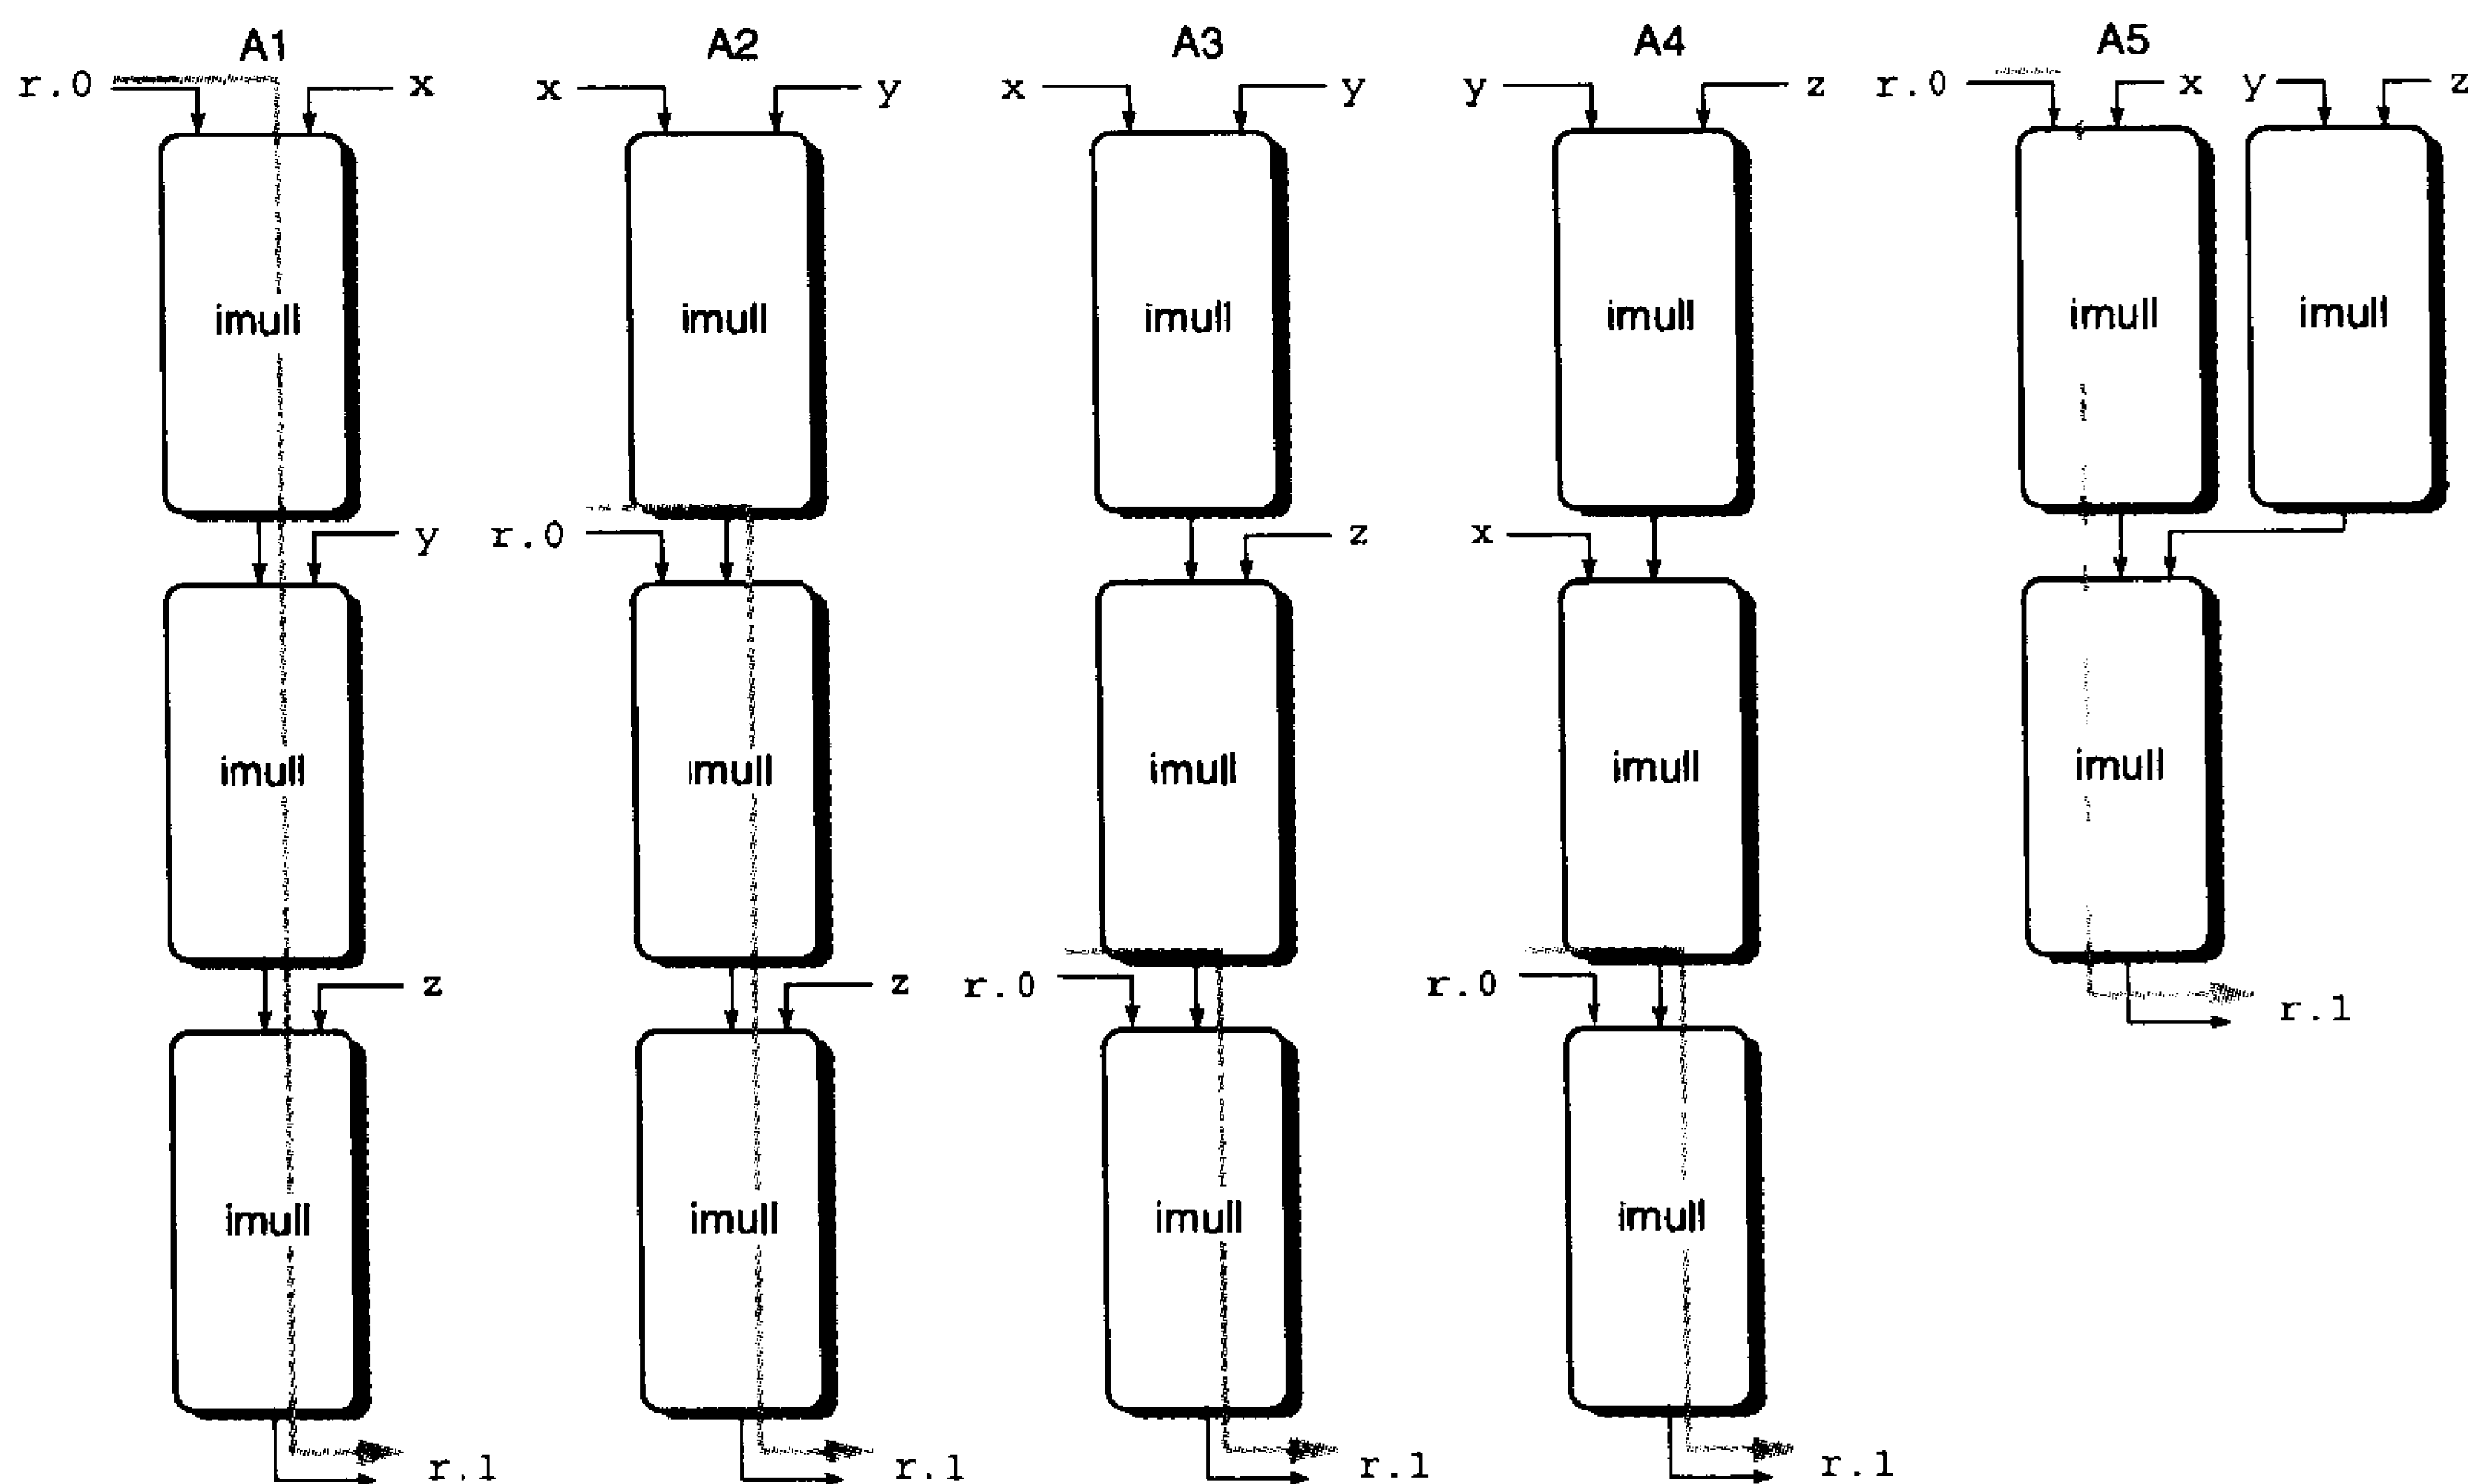 A1 A2 A3 A4 A5
r.0 x x y x y y z r.0 x y z
imull imull imull imull imull imull
y r.0 z x
imull imull imull imull imull
z z r.0 r.0 r.1
imull imull imull imull
r.1 r.1 r.1 r.1